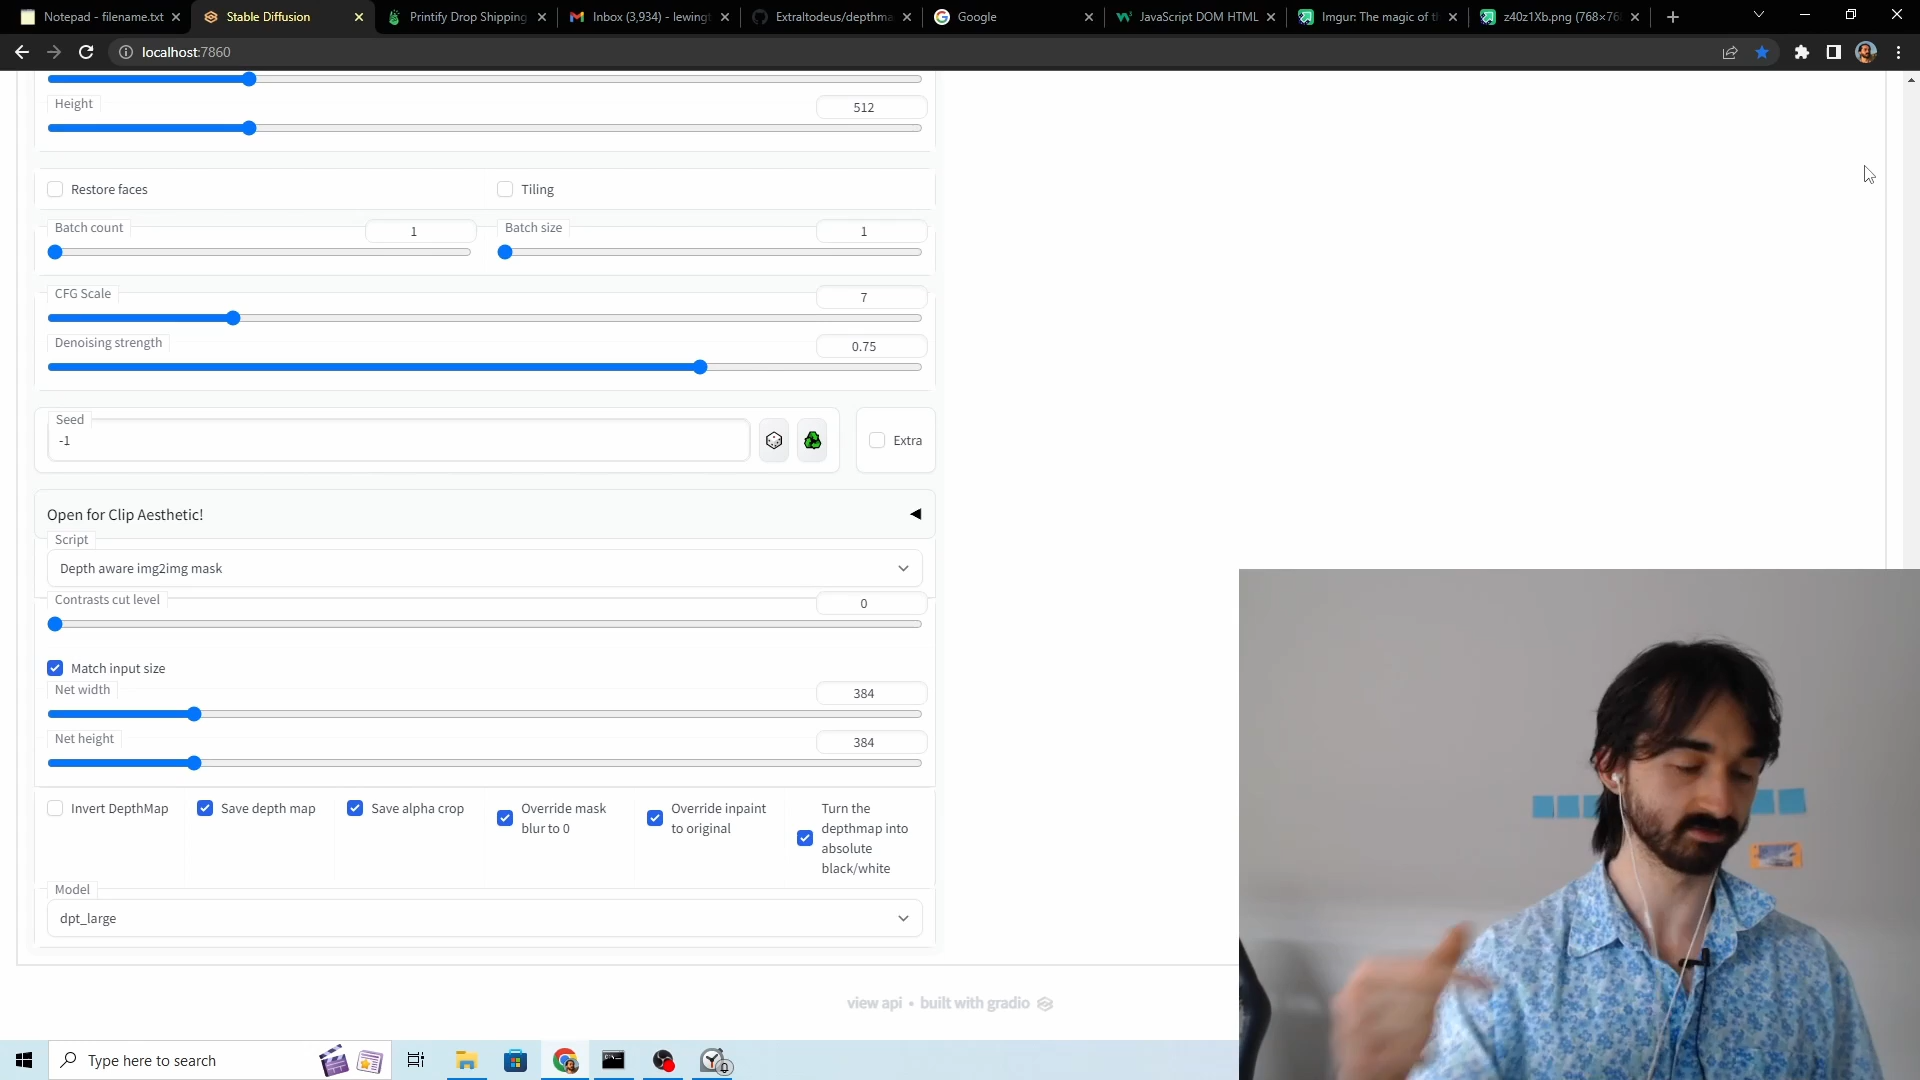 Notepad - filename.txt
Stable Diffusion
Printify Drop Shipping
Inbox (3,934) - lewingt
Extraltodeus/depthma
Google
JavaScript DOM HTML
Imgur: The magic of t
z40z1Xb.png (768×76
localhost:7860
Height
512
Restore faces
Tiling
Batch count
1
Batch size
1
CFG Scale
7
Denoising strength
0.75
Seed
-1
Extra
Open for Clip Aesthetic!
Script
Depth aware img2img mask
Contrasts cut level
0
Match input size
Net width
384
Net height
384
Invert DepthMap
Save depth map
Save alpha crop
Override mask
blur to 0
Override inpaint
to original
Turn the
depthmap into
absolute
black/white
Model
dpt_large
view api • built with gradio
Type here to search